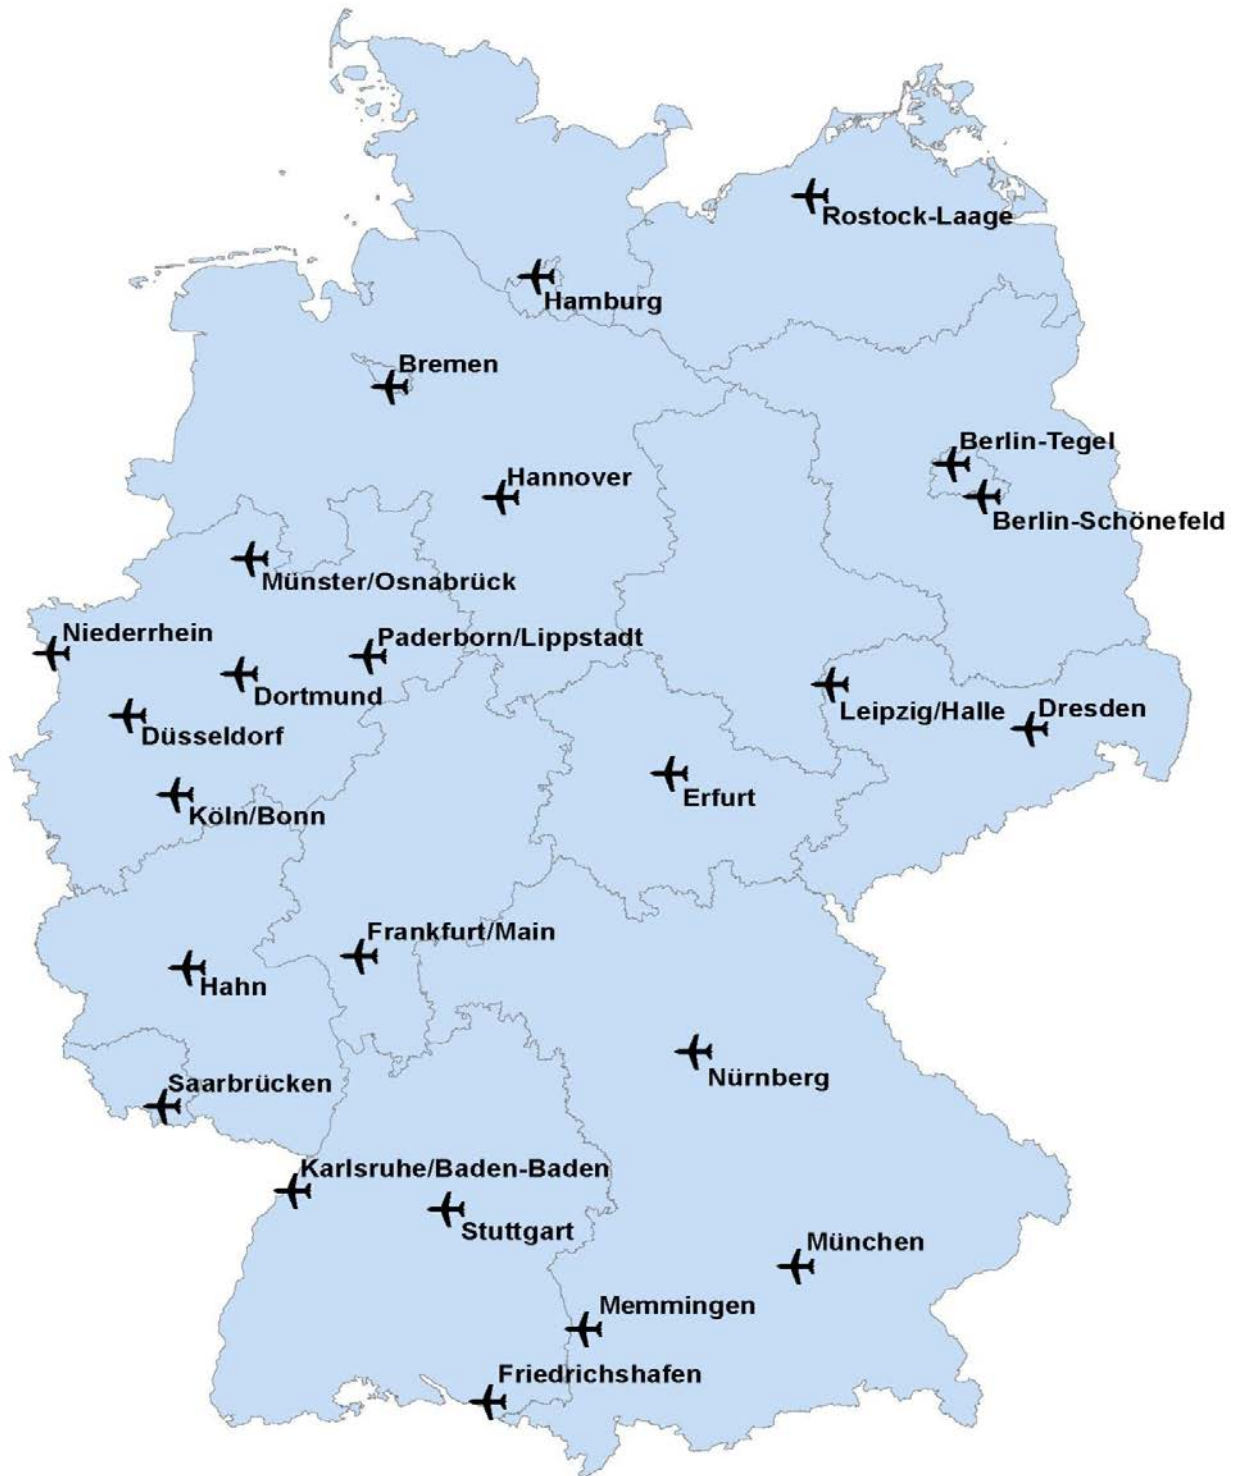 Rostock-Laage
Hamburg
Bremen
Berlin-Tegel
Hannover
Berlin-Schönefeld
Münster/Osnabrück
Niederrhein
Paderborn/Lippstadt
Dortmund
Leipzig/Halle
Dresden
Düsseldorf
Erfurt
Köln/Bonn
Frankfurt/Main
Hahn
Nürnberg
Saarbrücken
Karlsruhe/Baden-Baden
Stuttgart
München
Memmingen
Friedrichshafen